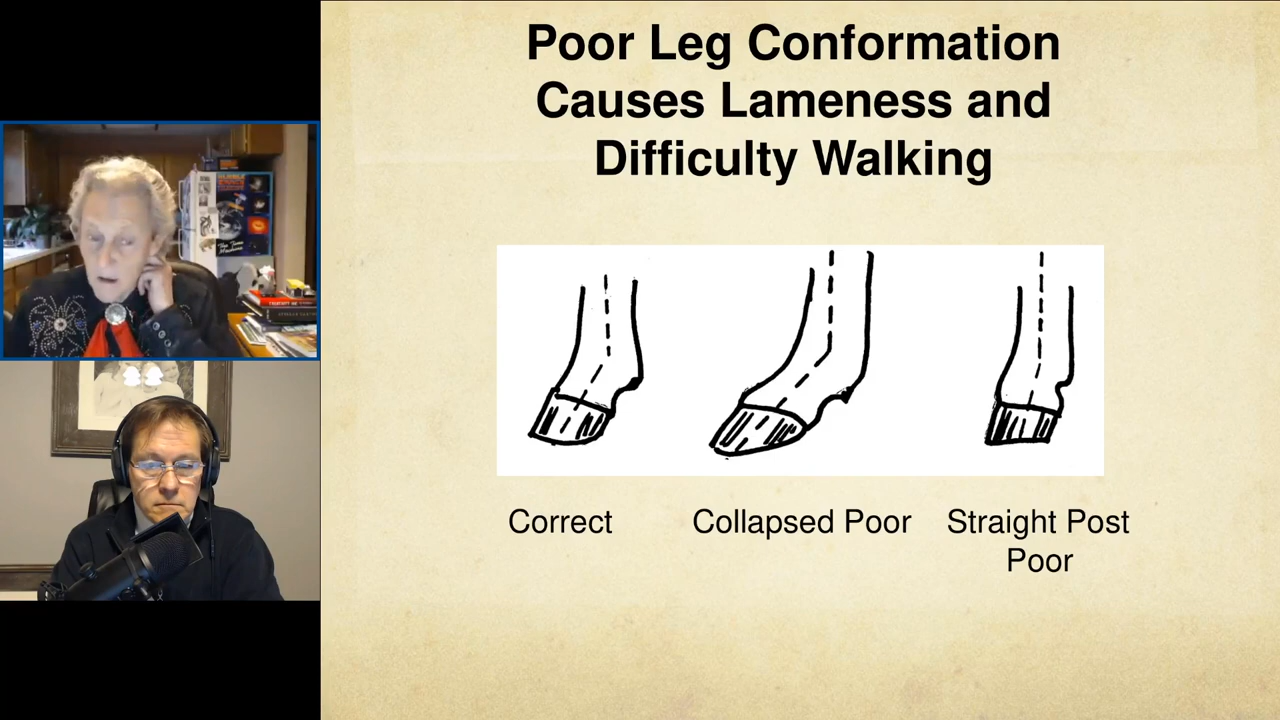 Poor Leg Conformation
Causes Lameness and
Difficulty Walking
Correct
Collapsed Poor
Straight Post
Poor